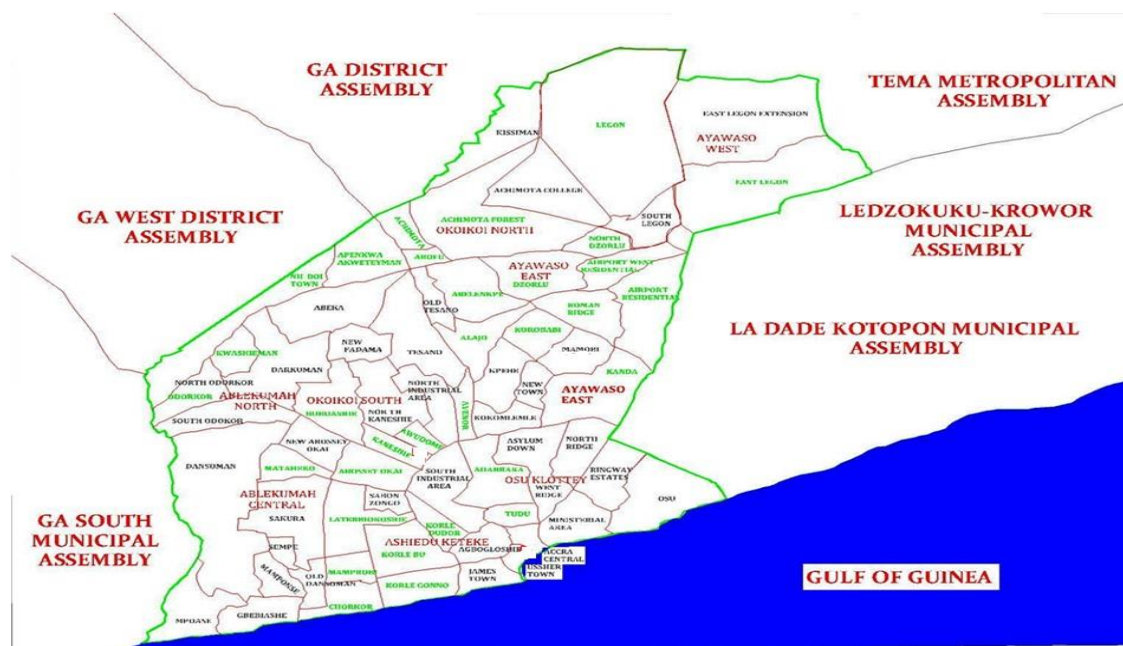 GA DISTRICT
ASSEMBLY
TEMA METROPOLITAN
ASSEMBLY
KISSIMAN
LEGON
EAST LEGON EXTENSION
AYAWASO
WEST
EAST LEGON
ACHIMOTA COLLEGE
GA WEST DISTRICT
ASSEMBLY
ACHIMOTA
ACHIMOTA FOREST
OKOIKOI NORTH
SOUTH
LEGON
LEDZOKUKU-KROWOR
MUNICIPAL
ASSEMBLY
NORTH
DZORLU
APENKWA
AKWETEYMAN
ABOFU
AYAWASO
EAST
DZORLU
AIRPORT WEST
RESIDENTIAL
NII BOI
TOWN
ABELENKPE
AIRPORT
RESIDENTIAL
ABEKA
OLD
TESANO
ROMAN
RIDGE
LA DADE KOTOPON MUNICIPAL
ASSEMBLY
ALAJO
KOROBABI
KWASHIEMAN
NEW
FADAMA
TESANO
MAMOBI
DARKUMAN
KPEHE
KANDA
NORTH ODORKOR
ODORKOR
ABLEKUMAH
NORTH
OKOIKOI SOUTH
BUBIASHIE
NORTH
INDUSTRIAL
AREA
NEW
TOWN
AYAWASO
EAST
SOUTH ODOKOR
NORTH
KANESHIE
AVENOR
KOKOMLEMLE
NEW ABOSSEY
OKAI
KANESHIE
AWUDOME
ASYLUM
DOWN
NORTH
RIDGE
DANSOMAN
MATAHEKO
ABOSSEY OKAI
SOUTH
INDUSTRIAL
AREA
ADABRAKA
OSU KLOTTEY
WEST
RIDGE
RINGWAY
ESTATES
OSU
ABLEKUMAH
CENTRAL
SABON
ZONGO
GA SOUTH
MUNICIPAL
ASSEMBLY
SAKURA
LATERBIOKOSHIE
KORLE
DUDOR
TUDU
MINISTERIAL
AREA
ASHIEDU KETEKE
SEMPE
KORLE BU
AGBOGLOSHIE
ACCRA
CENTRAL
MAMPONSE
OLD
DANSOMAN
MAMPROBI
KORLE GONNO
JAMES
TOWN
USSHER
TOWN
GULF OF GUINEA
CHORKOR
MPOASE
GBEBIASHE